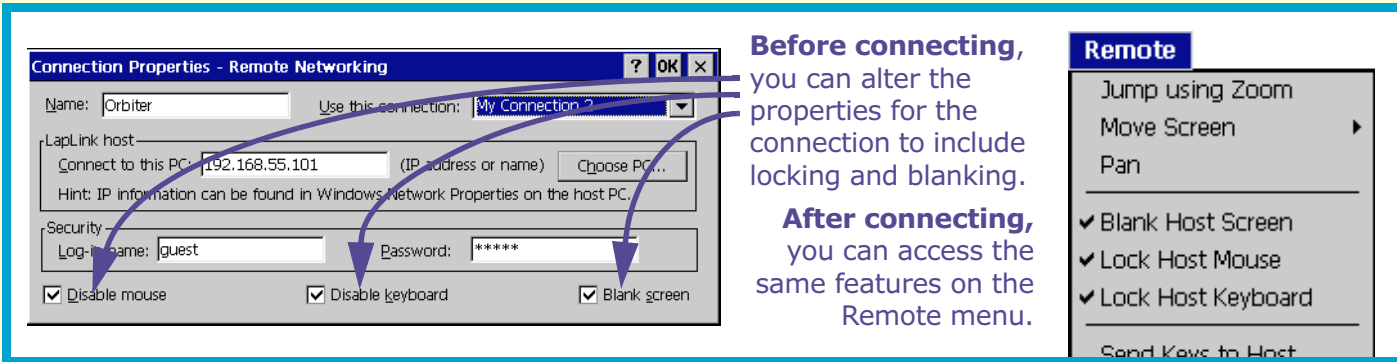 Connection Properties - Remote Networking ? OK ×
Name: Orbiter Use this connection: My Connection 2
LapLink host
Connect to this PC: 192.168.55.101 (IP address or name) Choose PC...
Hint: IP information can be found in Windows Network Properties on the host PC.
Security
Log-in name: guest Password: *****
Disable mouse Disable keyboard Blank screen
Before connecting,
you can alter the
properties for the
connection to include
locking and blanking.
After connecting,
you can access the
same features on the
Remote menu.
Remote
Jump using Zoom
Move Screen
Pan
Blank Host Screen
Lock Host Mouse
Lock Host Keyboard
Send Keys to Host